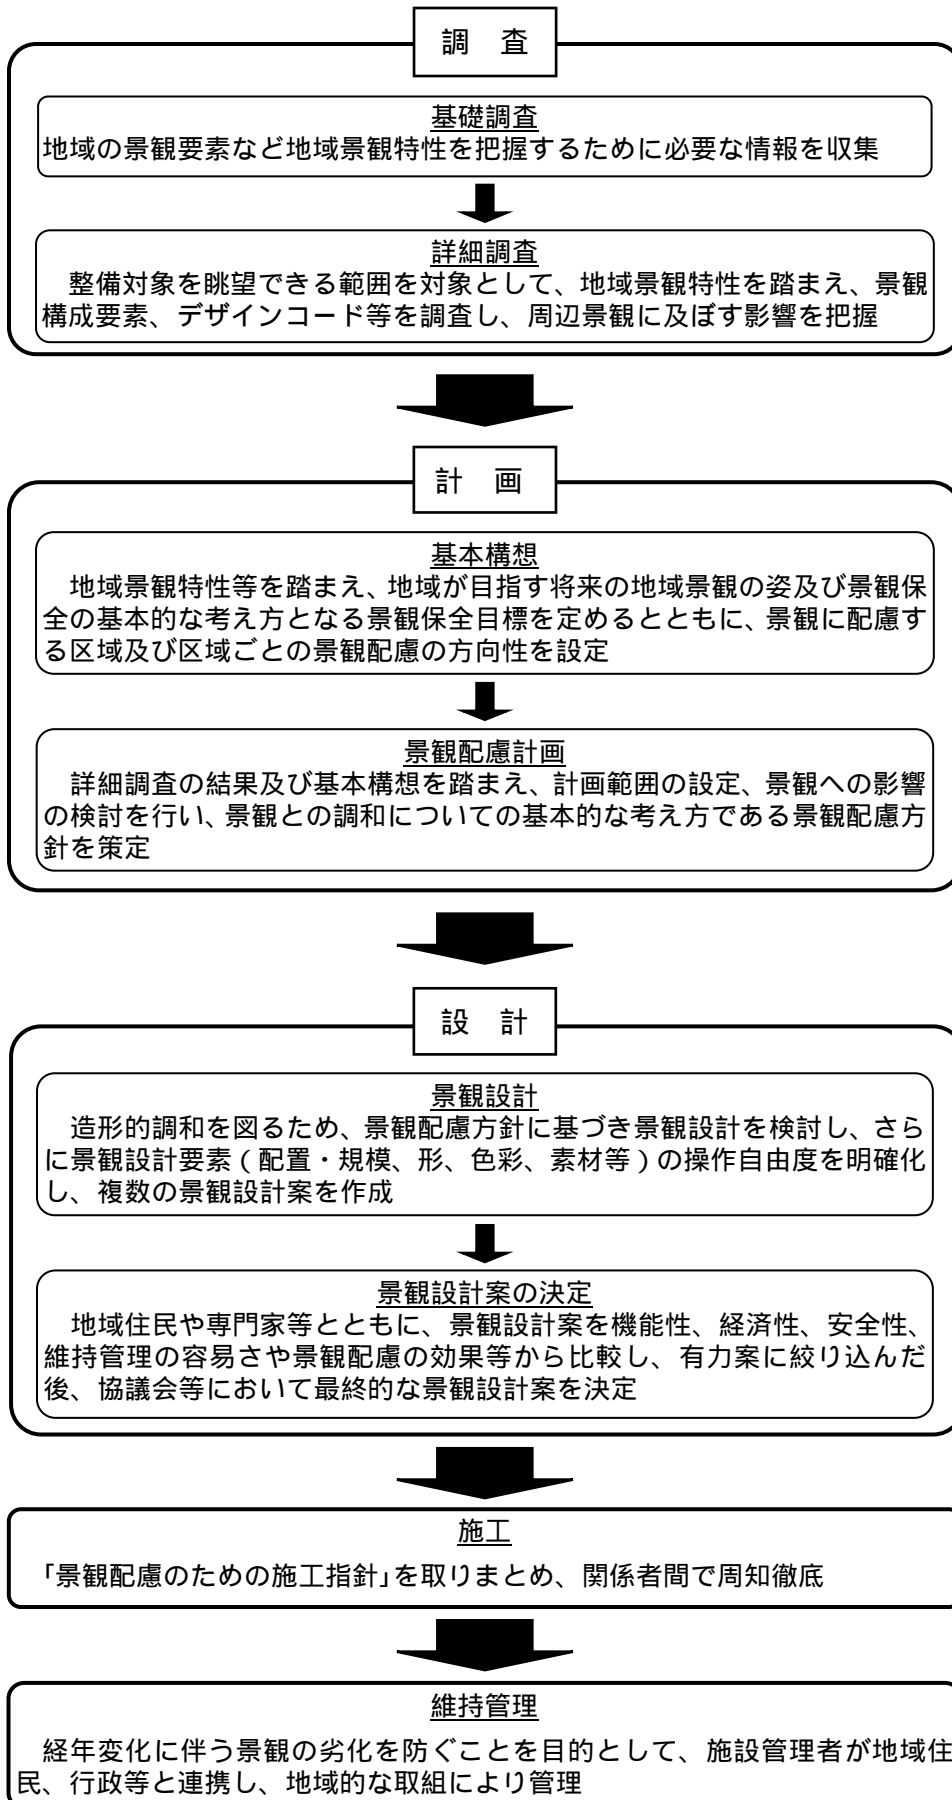 調　査
基礎調査
地域の景観要素など地域景観特性を把握するために必要な情報を収集
詳細調査
整備対象を眺望できる範囲を対象として、地域景観特性を踏まえ、景観
構成要素、デザインコード等を調査し、周辺景観に及ぼす影響を把握
計　画
基本構想
地域景観特性等を踏まえ、地域が目指す将来の地域景観の姿及び景観保
全の基本的な考え方となる景観保全目標を定めるとともに、景観に配慮す
る区域及び区域ごとの景観配慮の方向性を設定
景観配慮計画
詳細調査の結果及び基本構想を踏まえ、計画範囲の設定、景観への影響
の検討を行い、景観との調和についての基本的な考え方である景観配慮方
針を策定
設　計
景観設計
造形的調和を図るため、景観配慮方針に基づき景観設計を検討し、さら
に景観設計要素（配置・規模、形、色彩、素材等）の操作自由度を明確化
し、複数の景観設計案を作成
景観設計案の決定
地域住民や専門家等とともに、景観設計案を機能性、経済性、安全性、
維持管理の容易さや景観配慮の効果等から比較し、有力案に絞り込んだ
後、協議会等において最終的な景観設計案を決定
施工
「景観配慮のための施工指針」を取りまとめ、関係者間で周知徹底
維持管理
経年変化に伴う景観の劣化を防ぐことを目的として、施設管理者が地域住
民、行政等と連携し、地域的な取組により管理